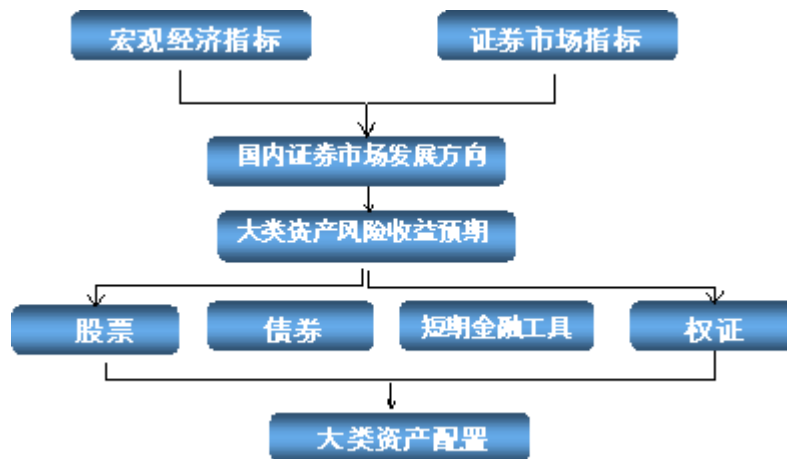 宏观经济指标
证券市场指标
国内证券市场发展方向
大类资产风险收益预期
股票
债券
短期金融工具
权证
大类资产配置